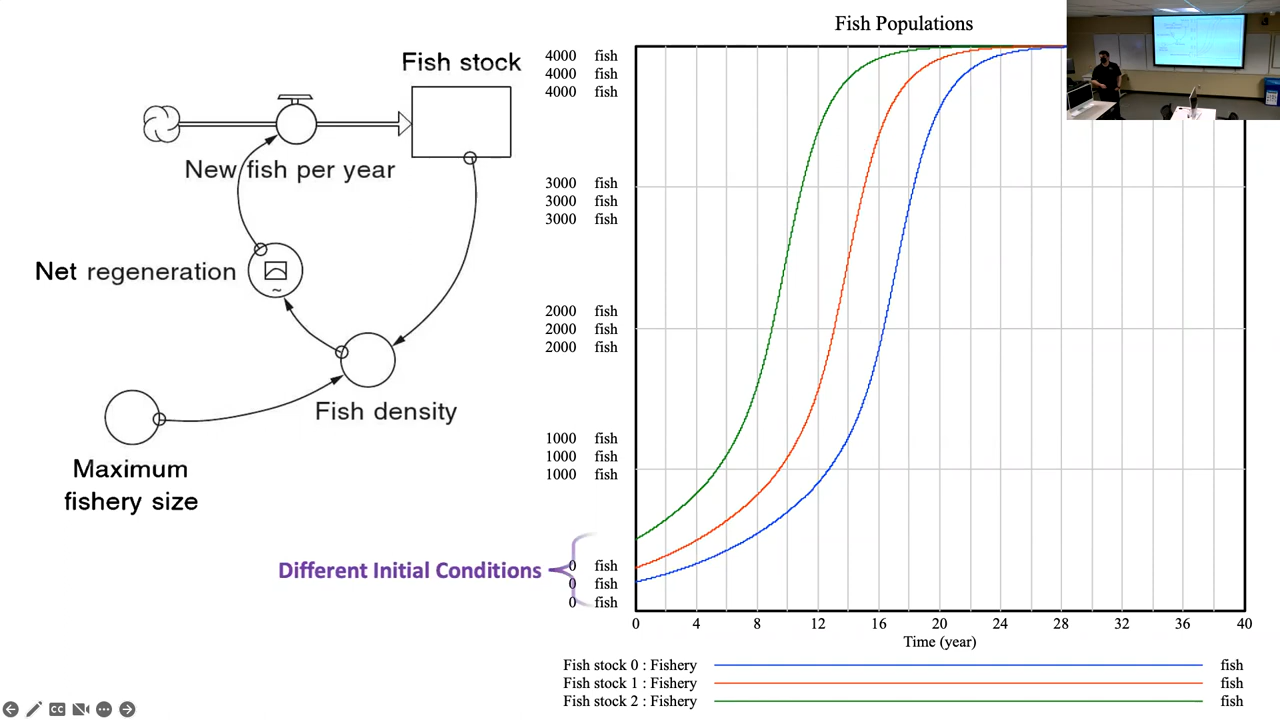 Fish Populations
Fish stock
New fish per year
Net regeneration
Fish density
Maximum
fishery size
Different Initial Conditions
4000 fish
4000 fish
4000 fish
3000 fish
3000 fish
3000 fish
2000 fish
2000 fish
2000 fish
1000 fish
1000 fish
1000 fish
0 fish
0 fish
0 fish
0 4 8 12 16 20 24 28 32 36 40
Time (year)
Fish stock 0 : Fishery fish
Fish stock 1 : Fishery fish
Fish stock 2 : Fishery fish
~
CC